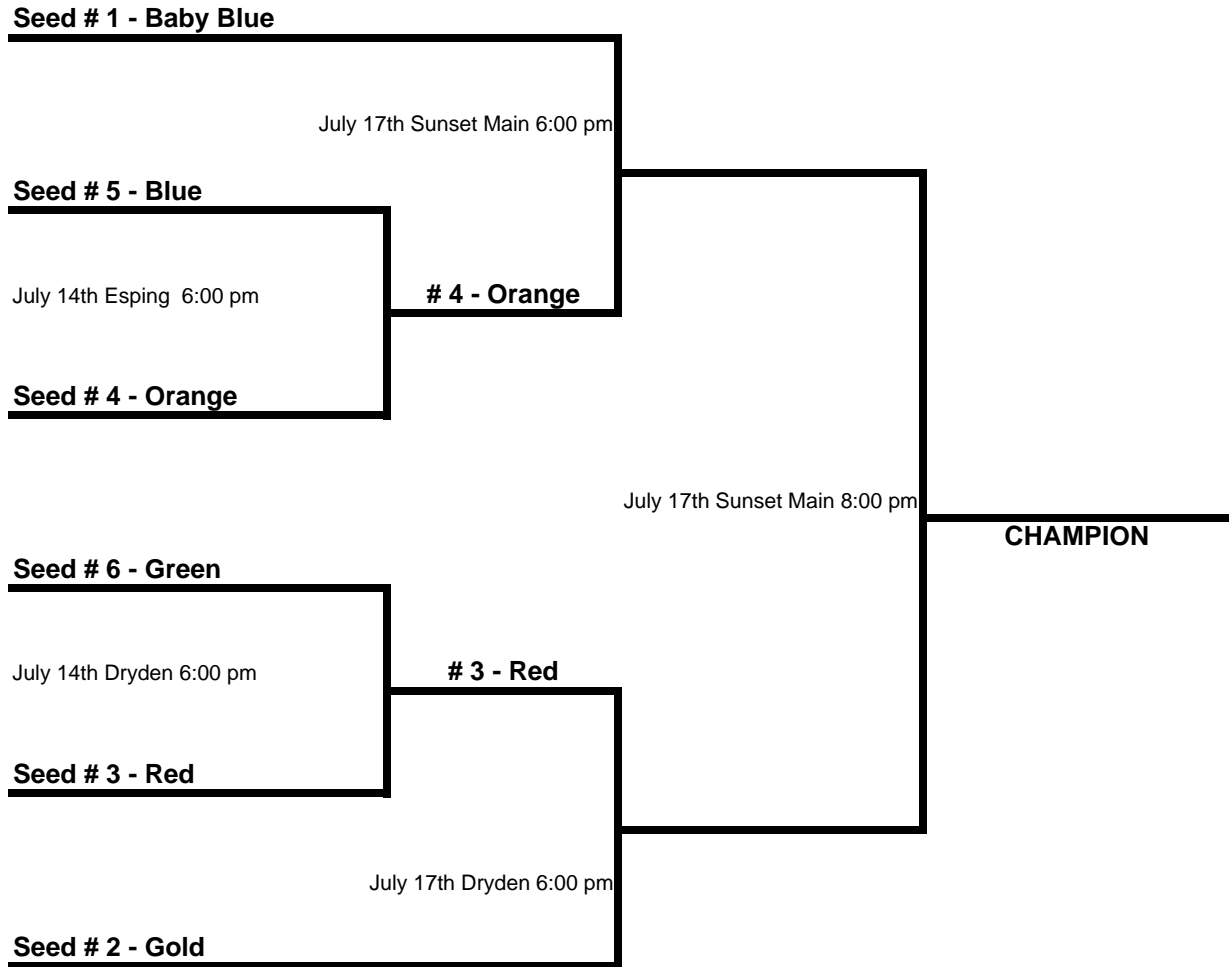 Seed # 1 - Baby Blue
July 17th Sunset Main 6:00 pm
Seed # 5 - Blue
July 14th Esping  6:00 pm
# 4 - Orange
Seed # 4 - Orange
July 17th Sunset Main 8:00 pm
CHAMPION
Seed # 6 - Green
July 14th Dryden 6:00 pm
# 3 - Red
Seed # 3 - Red
July 17th Dryden 6:00 pm
Seed # 2 - Gold